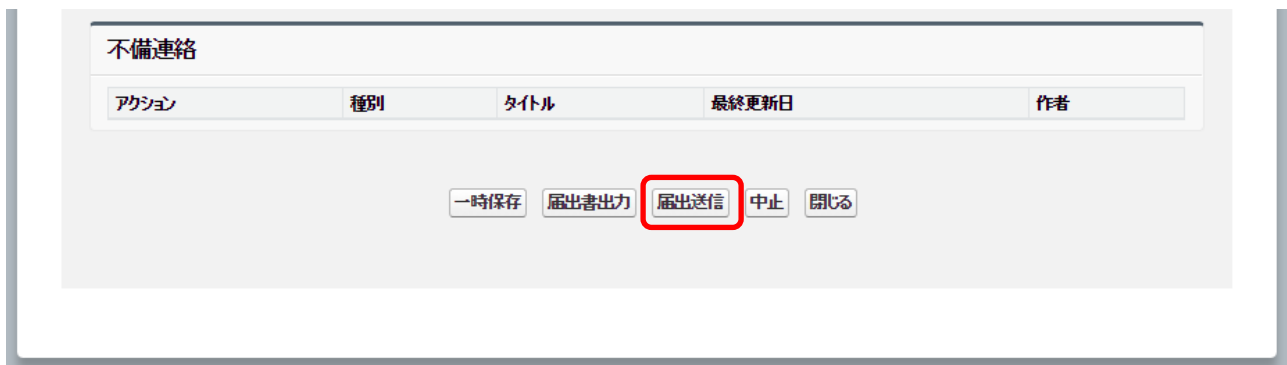 不備連絡
アクション 種別 タイトル 最終更新日 作者
一時保存 届出書出力 届出送信 中止 閉じる